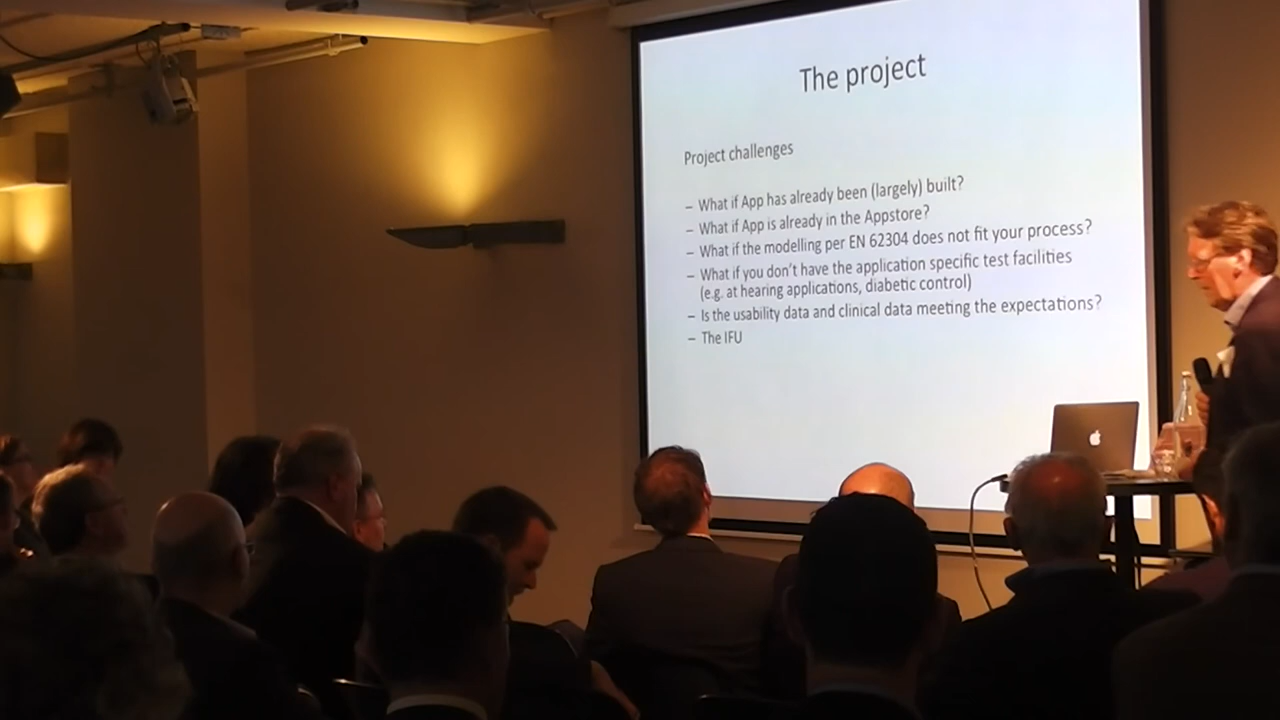 The project
Project challenges
– What if App has already been (largely) built?
– What if App is already in the Appstore?
– What if the modelling per EN 62304 does not fit your process?
– What if you don't have the application specific test facilities
(e.g. at hearing applications, diabetic control)
– Is the usability data and clinical data meeting the expectations?
– The IFU